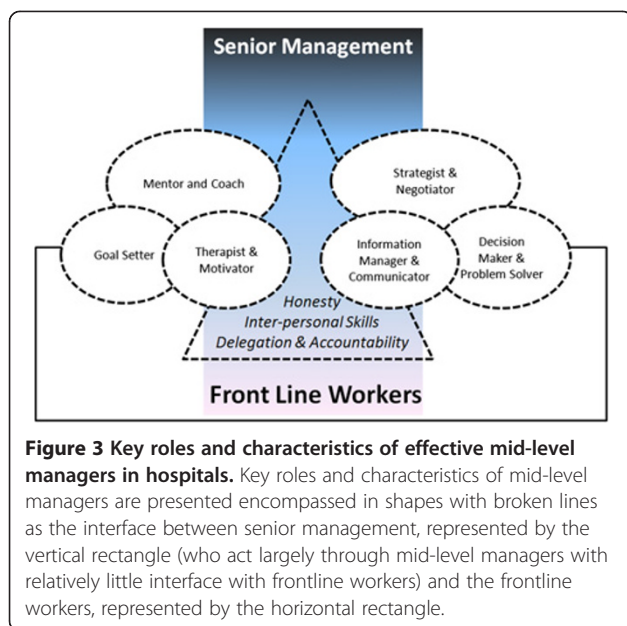 Senior Management
Mentor and Coach
Strategist &
Negotiator
Goal Setter
Therapist &
Motivator
Information
Manager &
Communicator
Decision
Maker &
Problem Solver
Honesty
Inter-personal Skills
Delegation & Accountability
Front Line Workers
Figure 3 Key roles and characteristics of effective mid-level
managers in hospitals. Key roles and characteristics of mid-level
managers are presented encompassed in shapes with broken lines
as the interface between senior management, represented by the
vertical rectangle (who act largely through mid-level managers with
relatively little interface with frontline workers) and the frontline
workers, represented by the horizontal rectangle.